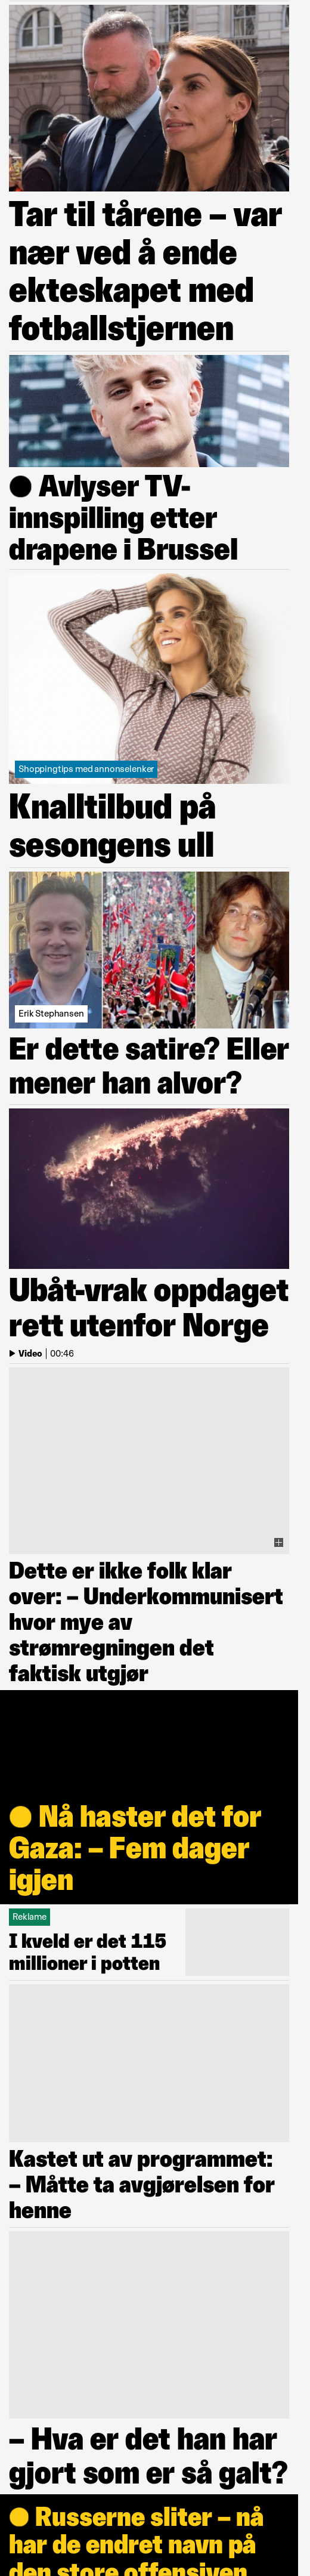 Tar til tårene – var
nær ved å ende
ekteskapet med
fotballstjernen
● Avlyser TV-
innspilling etter
drapene i Brussel
Shoppingtips med annonselenker
Knalltilbud på
sesongens ull
Erik Stephansen
Er dette satire? Eller
mener han alvor?
Ubåt-vrak oppdaget
rett utenfor Norge
Video | 00:46
Dette er ikke folk klar
over: – Underkommunisert
hvor mye av
strømregningen det
faktisk utgjør
● Nå haster det for
Gaza: – Fem dager
igjen
Reklame
I kveld er det 115
millioner i potten
Kastet ut av programmet:
– Måtte ta avgjørelsen for
henne
– Hva er det han har
gjort som er så galt?
● Russerne sliter – nå
har de endret navn på
den store offensiven